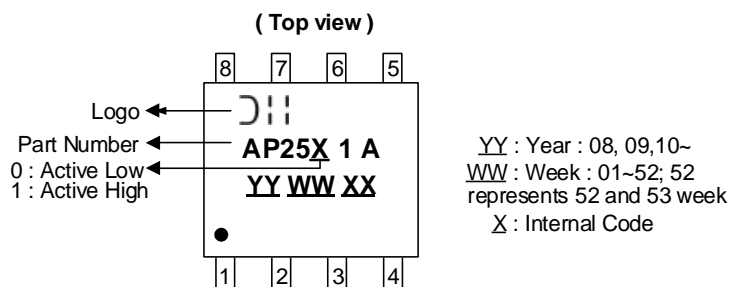 ( Top view )
8 7 6 5
Logo
Part Number
0 : Active Low
1 : Active High
AP25X 1 A
YY WW XX
1 2 3 4
YY : Year : 08, 09,10~
WW : Week : 01~52; 52
represents 52 and 53 week
X : Internal Code